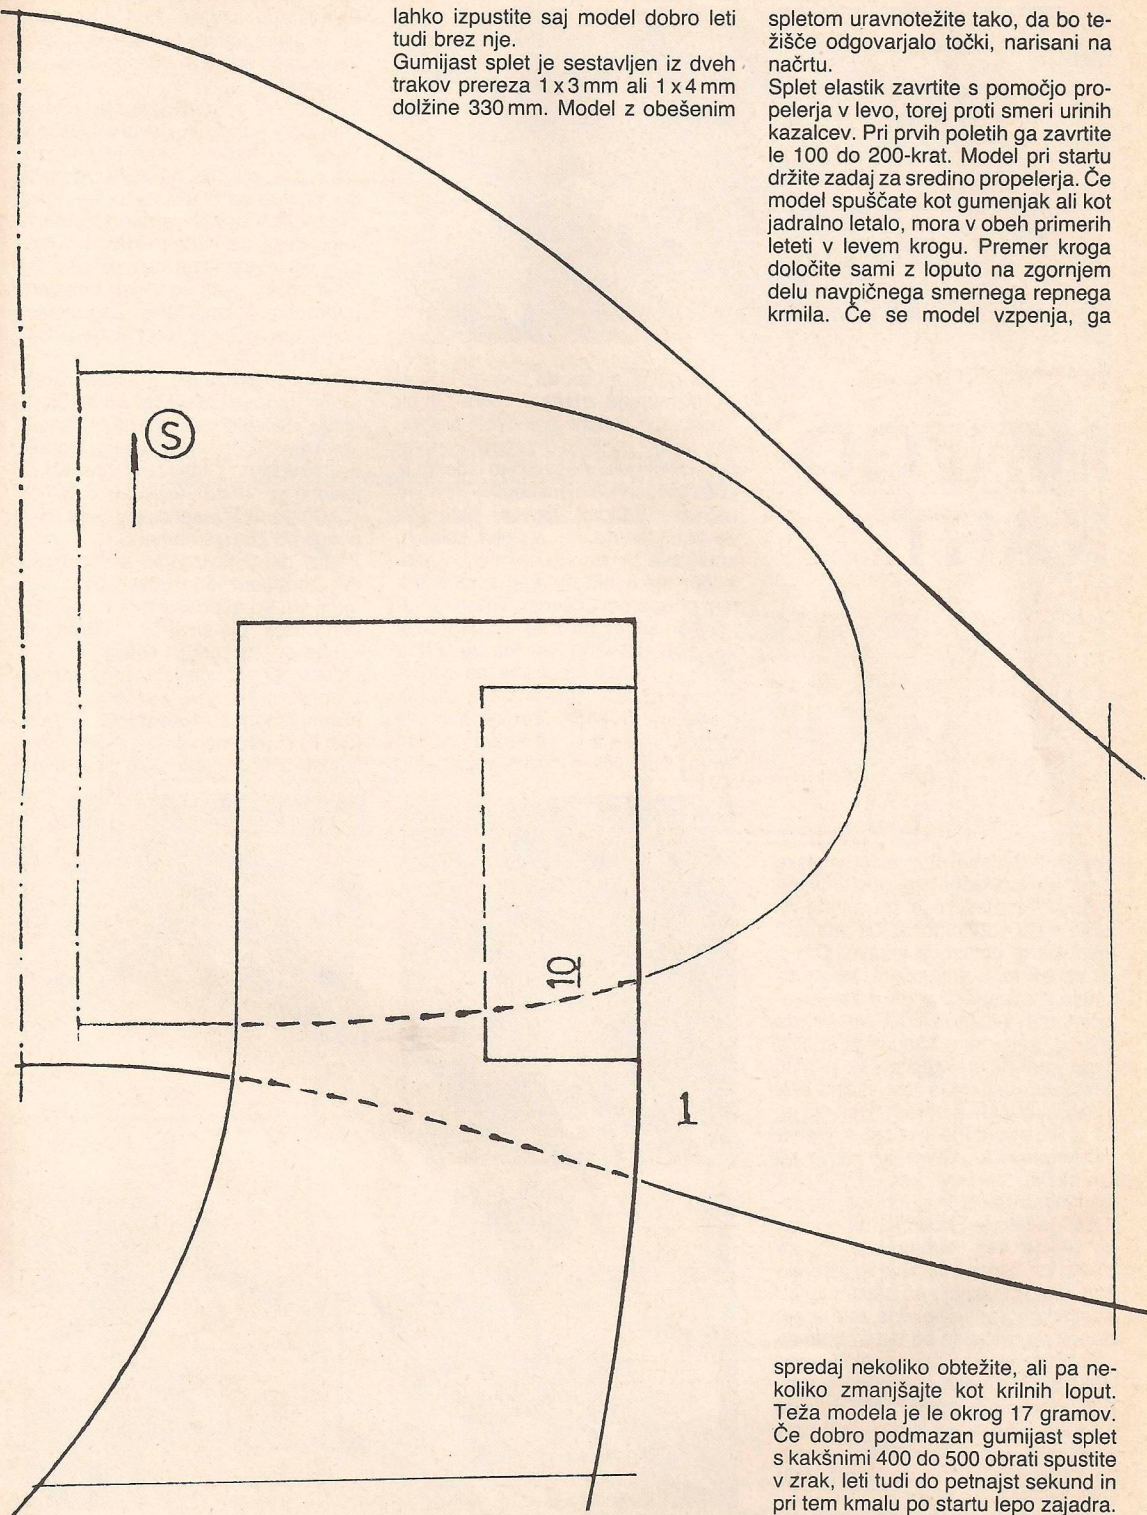 lahko izpustite saj model dobro leti
tudi brez nje.
Gumijast splet je sestavljen iz dveh
trakov prereza 1 x 3 mm ali 1 x 4 mm
dolžine 330 mm. Model z obešenim
spletom uravnotežite tako, da bo te-
žišče odgovarjalo točki, narisani na
načrtu.
Splet elastik zavrtite s pomočjo pro-
pelerja v levo, torej proti smeri urinih
kazalcev. Pri prvih poletih ga zavrtite
le 100 do 200-krat. Model pri startu
držite zadaj za sredino propelerja. Če
model spuščate kot gumenjak ali kot
jadralno letalo, mora v obeh primerih
leteti v levem krogu. Premer kroga
določite sami z loputo na zgornjem
delu navpičnega smernega repnega
krmila. Če se model vzpenja, ga
S
10
1
spredaj nekoliko obtežite, ali pa ne-
koliko zmanjšajte kot krilnih loput.
Teža modela je le okrog 17 gramov.
Če dobro podmazan gumijast splet
s kakšnimi 400 do 500 obrati spustite
v zrak, leti tudi do petnajst sekund in
pri tem kmalu po startu lepo zajadra.